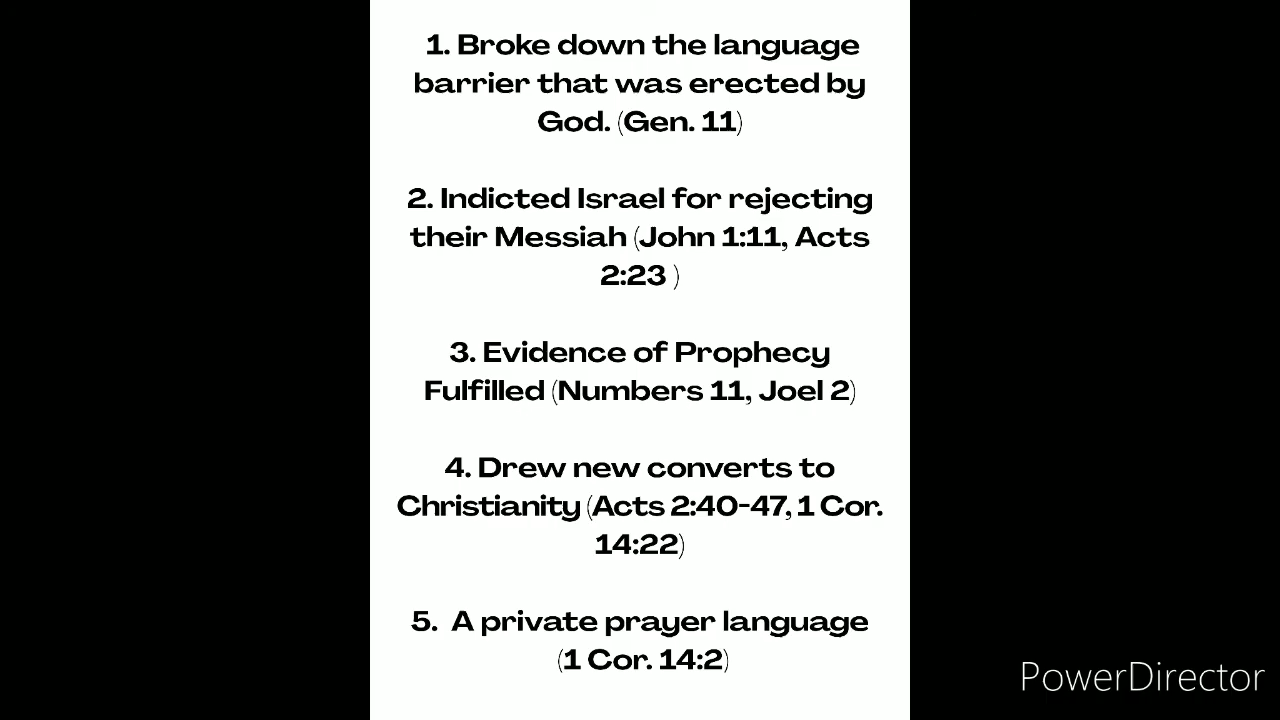 1. Broke down the language
barrier that was erected by
God. (Gen. 11)
2. Indicted Israel for rejecting
their Messiah (John 1:11, Acts
2:23 )
3. Evidence of Prophecy
Fulfilled (Numbers 11, Joel 2)
4. Drew new converts to
Christianity (Acts 2:40-47, 1 Cor.
14:22)
5.  A private prayer language
(1 Cor. 14:2)
PowerDirector